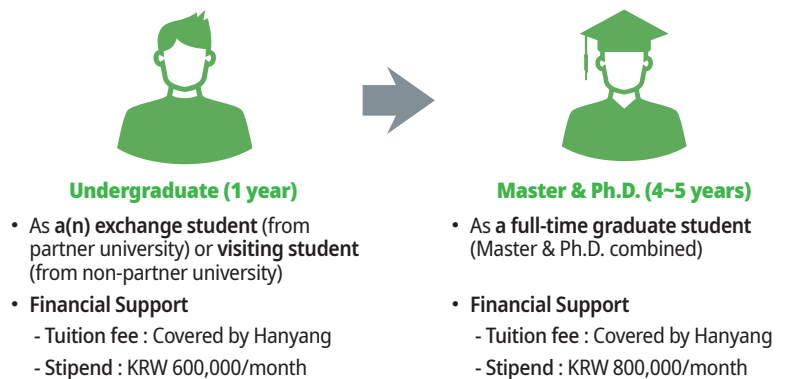 Undergraduate (1 year)
• As a(n) exchange student (from
partner university) or visiting student
(from non-partner university)
• Financial Support
- Tuition fee : Covered by Hanyang
- Stipend : KRW 600,000/month
Master & Ph.D. (4~5 years)
• As a full-time graduate student
(Master & Ph.D. combined)
• Financial Support
- Tuition fee : Covered by Hanyang
- Stipend : KRW 800,000/month